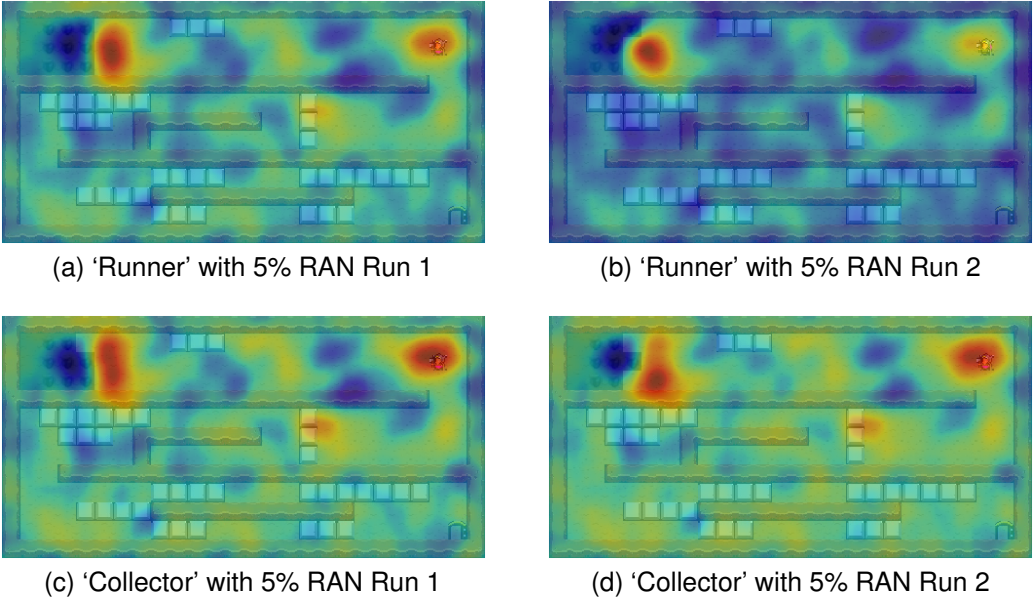 (a) ‘Runner’ with 5% RAN Run 1
(b) ‘Runner’ with 5% RAN Run 2
(c) ‘Collector’ with 5% RAN Run 1
(d) ‘Collector’ with 5% RAN Run 2